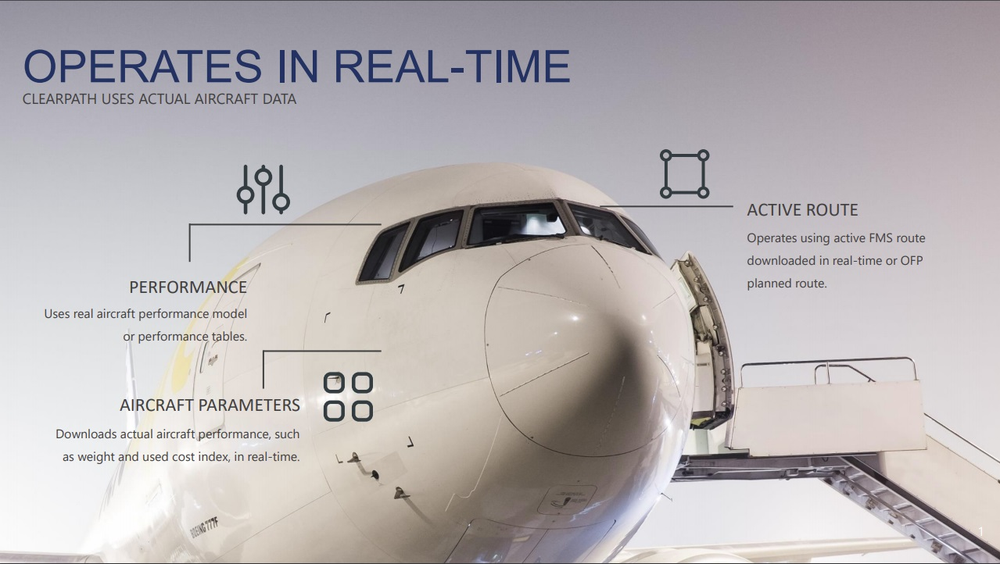 OPERATES IN REAL-TIME
CLEARPATH USES ACTUAL AIRCRAFT DATA
ACTIVE ROUTE
Operates using active FMS route
downloaded in real-time or OFP
planned route.
PERFORMANCE
Uses real aircraft performance model
or performance tables.
AIRCRAFT PARAMETERS
Downloads actual aircraft performance, such
as weight and used cost index, in real-time.
BOEING 777F
1